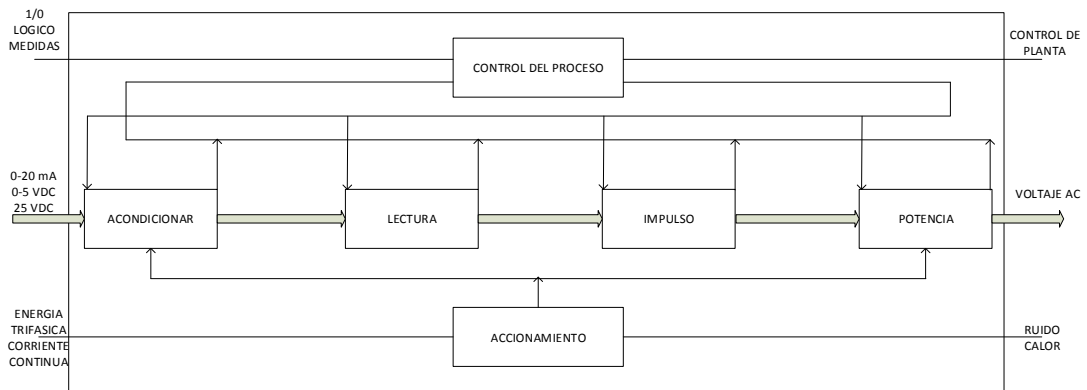 1/0
LOGICO
MEDIDAS
CONTROL DEL PROCESO
CONTROL DE
PLANTA
0-20 mA
0-5 VDC
25 VDC
ACONDICIONAR
LECTURA
IMPULSO
POTENCIA
VOLTAJE AC
ENERGIA
TRIFASICA
CORRIENTE
CONTINUA
ACCIONAMIENTO
RUIDO
CALOR